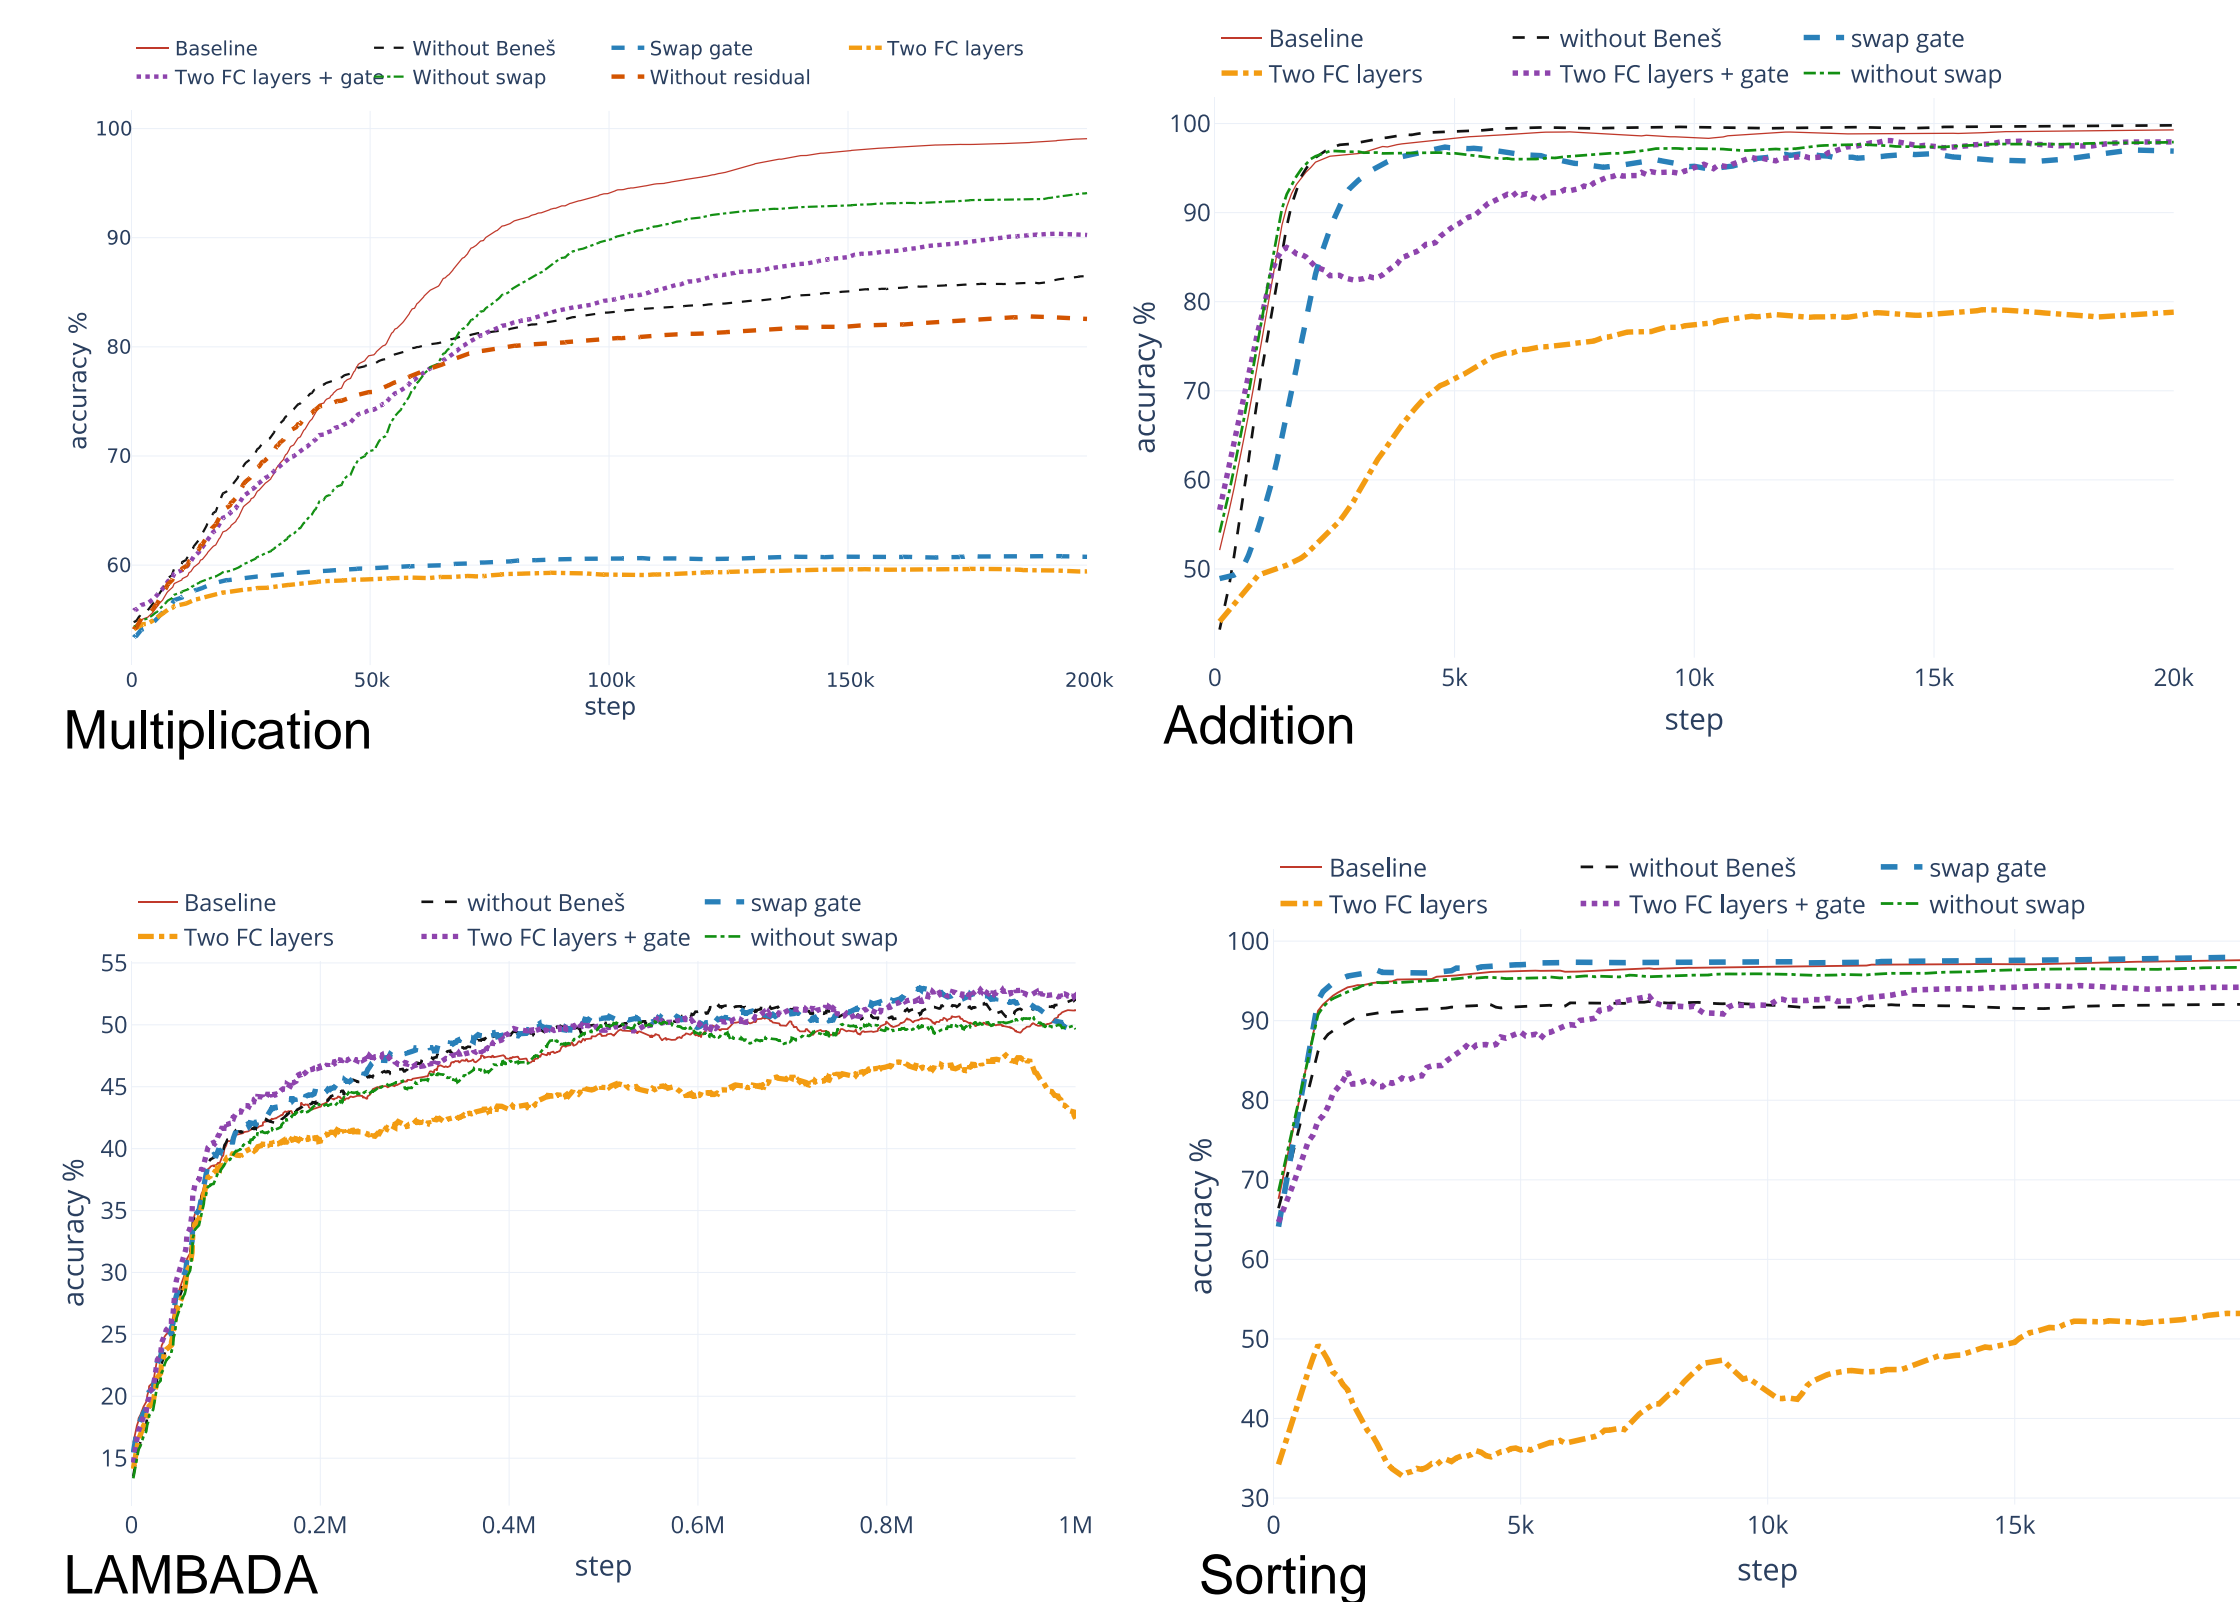 Baseline Without Beneš Swap gate Two FC layers
Two FC layers + gate Without swap Without residual
100
90
80
70
60
accuracy %
0 50k 100k 150k 200k
step
Multiplication
Baseline without Beneš swap gate
Two FC layers Two FC layers + gate without swap
100
90
80
70
60
50
accuracy %
0 5k 10k 15k 20k
step
Addition
Baseline without Beneš swap gate
Two FC layers Two FC layers + gate without swap
55
50
45
40
35
30
25
20
15
accuracy %
0 0.2M 0.4M 0.6M 0.8M 1M
step
LAMBADA
Baseline without Beneš swap gate
Two FC layers Two FC layers + gate without swap
100
90
80
70
60
50
40
30
accuracy %
0 5k 10k 15k
step
Sorting